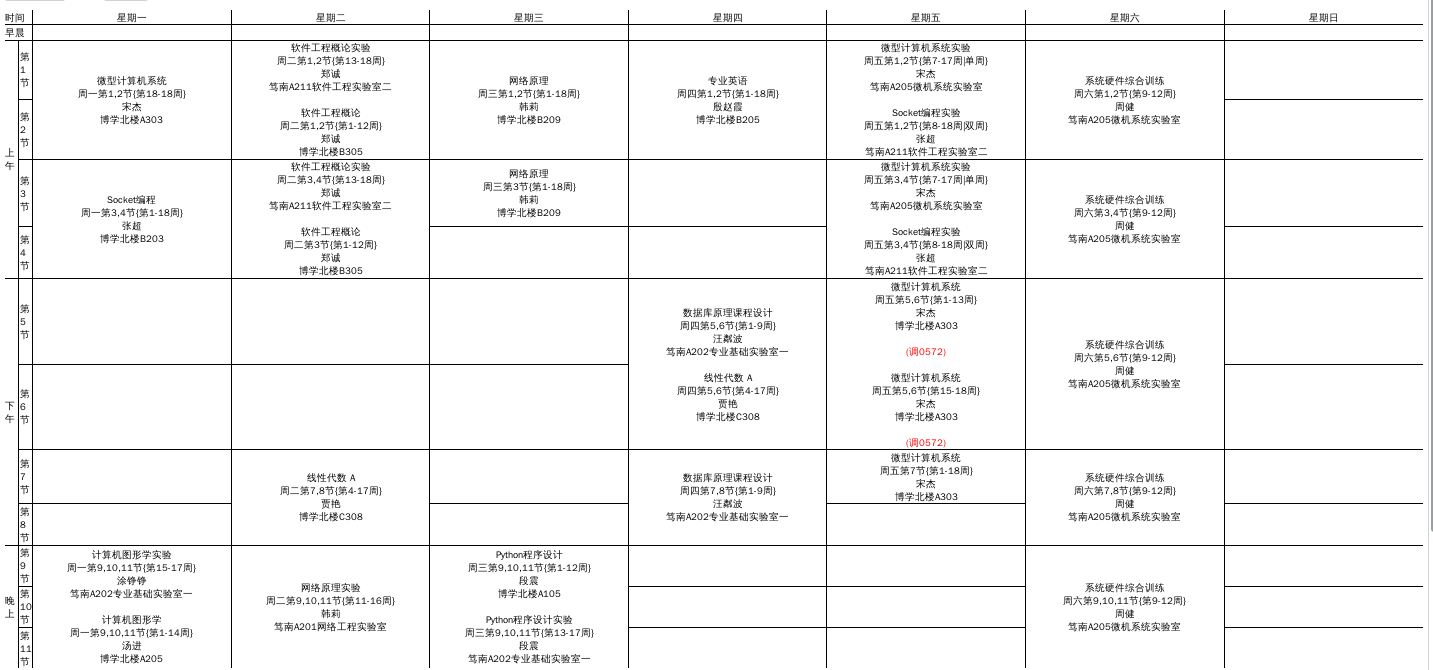 时间 星期一 星期二 星期三 星期四 星期五 星期六 星期日
早晨
上午
第1节
微型计算机系统
周一第1,2节{第18-18周}
宋杰
博学北楼A303
软件工程概论实验
周二第1,2节{第13-18周}
郑诚
笃南A211软件工程实验室二
软件工程概论
周二第1,2节{第1-12周}
郑诚
博学北楼B305
网络原理
周三第1,2节{第1-18周}
韩莉
博学北楼B209
专业英语
周四第1,2节{第1-18周}
殷赵霞
博学北楼B205
微型计算机系统实验
周五第1,2节{第7-17周|单周}
宋杰
笃南A205微机系统实验室
Socket编程实验
周五第1,2节{第8-18周|双周}
张超
笃南A211软件工程实验室二
系统硬件综合训练
周六第1,2节{第9-12周}
周健
笃南A205微机系统实验室
第2节
第3节
Socket编程
周一第3,4节{第1-18周}
张超
博学北楼B203
软件工程概论实验
周二第3,4节{第13-18周}
郑诚
笃南A211软件工程实验室二
软件工程概论
周二第3节{第1-12周}
郑诚
博学北楼B305
网络原理
周三第3节{第1-18周}
韩莉
博学北楼B209
微型计算机系统实验
周五第3,4节{第7-17周|单周}
宋杰
笃南A205微机系统实验室
Socket编程实验
周五第3,4节{第8-18周|双周}
张超
笃南A211软件工程实验室二
系统硬件综合训练
周六第3,4节{第9-12周}
周健
笃南A205微机系统实验室
第4节
下午
第5节
数据库原理课程设计
周四第5,6节{第1-9周}
汪粼波
笃南A202专业基础实验室一
线性代数 A
周四第5,6节{第4-17周}
贾艳
博学北楼C308
微型计算机系统
周五第5,6节{第1-13周}
宋杰
博学北楼A303
(调0572)
微型计算机系统
周五第5,6节{第15-18周}
宋杰
博学北楼A303
(调0572)
系统硬件综合训练
周六第5,6节{第9-12周}
周健
笃南A205微机系统实验室
第6节
第7节
线性代数 A
周二第7,8节{第4-17周}
贾艳
博学北楼C308
数据库原理课程设计
周四第7,8节{第1-9周}
汪粼波
笃南A202专业基础实验室一
微型计算机系统
周五第7节{第1-18周}
宋杰
博学北楼A303
系统硬件综合训练
周六第7,8节{第9-12周}
周健
笃南A205微机系统实验室
第8节
晚上
第9节
计算机图形学实验
周一第9,10,11节{第15-17周}
涂铮铮
笃南A202专业基础实验室一
计算机图形学
周一第9,10,11节{第1-14周}
汤进
博学北楼A205
网络原理实验
周二第9,10,11节{第11-16周}
韩莉
笃南A201网络工程实验室
Python程序设计
周三第9,10,11节{第1-12周}
段震
博学北楼A105
Python程序设计实验
周三第9,10,11节{第13-17周}
段震
笃南A202专业基础实验室一
系统硬件综合训练
周六第9,10,11节{第9-12周}
周健
笃南A205微机系统实验室
第10节
第11节